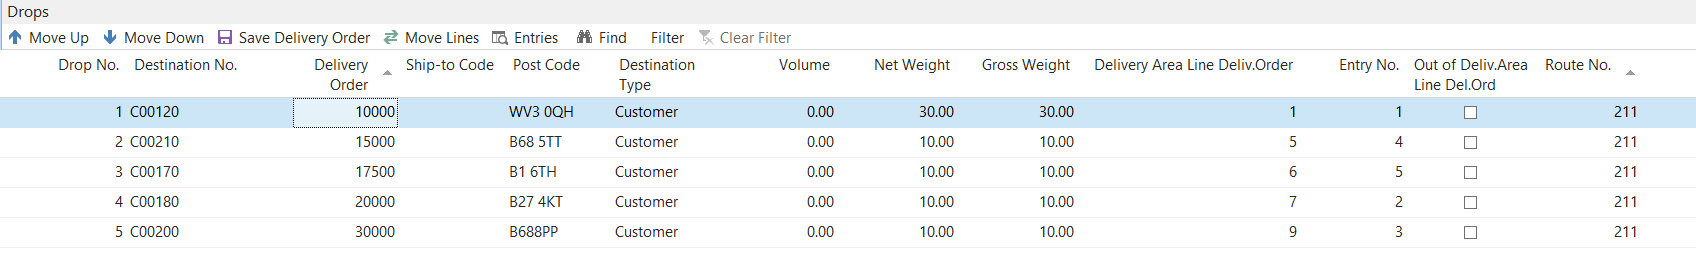 Drops
Move Up Move Down Save Delivery Order Move Lines Entries Find Filter Clear Filter
Drop No. Destination No. Delivery Order Ship-to Code Post Code Destination Type Volume Net Weight Gross Weight Delivery Area Line Deliv.Order Entry No. Out of Deliv.Area Line Del.Ord Route No.
1 C00120 10000 WV3 0QH Customer 0.00 30.00 30.00 1 1 211
2 C00210 15000 B68 5TT Customer 0.00 10.00 10.00 5 4 211
3 C00170 17500 B1 6TH Customer 0.00 10.00 10.00 6 5 211
4 C00180 20000 B27 4KT Customer 0.00 10.00 10.00 7 2 211
5 C00200 30000 B688PP Customer 0.00 10.00 10.00 9 3 211